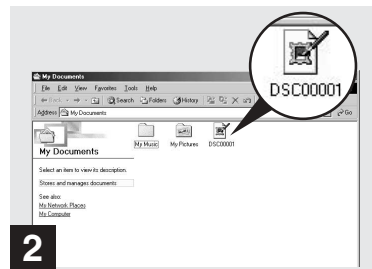 My Documents
File Edit View Favorites Tools Help
Back Search Folders History
Address My Documents Go
My Documents
Select an item to view its description.
Stores and manages documents
See also:
My Network Places
My Computer
My Music My Pictures DSC00001
DSC00001
2